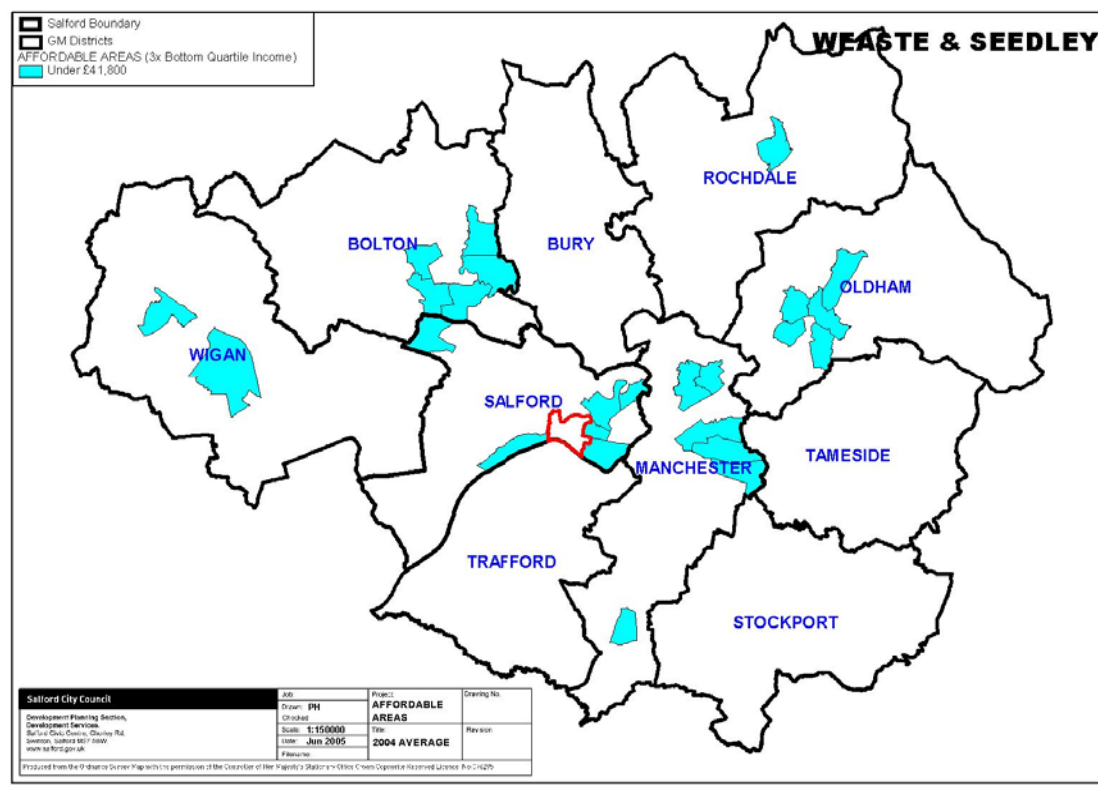 Salford Boundary
GM Districts
AFFORDABLE AREAS (3x Bottom Quartile Income)
Under £41,800
WEASTE & SEEDLEY
ROCHDALE
BOLTON
BURY
OLDHAM
WIGAN
SALFORD
MANCHESTER
TAMESIDE
TRAFFORD
STOCKPORT
Salford City Council
Development Planning Section,
Development Services.
Salford Civic Centre, Chorley Rd,
Swinton, Salford
www.salford.gov.uk
Job
Drawn: PH
Checked
Scale: 1:150000
Date: Jun 2005
Filename:
Project:
AFFORDABLE
AREAS
Title:
2004 AVERAGE
Drawing No.
Revision
Produced from the Ordnance Survey Map with the permission of the Controller of Her Majesty's Stationery Office Crown Reserved Licence No